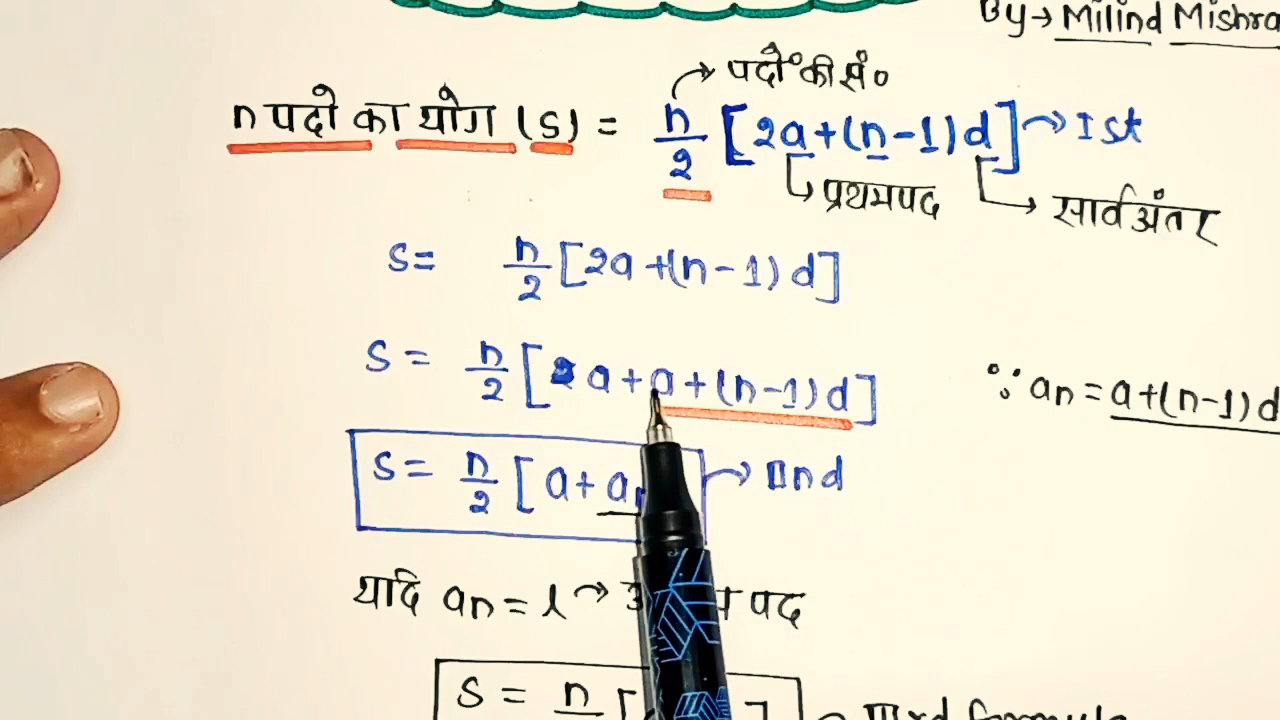 By→ Milind Mishra
→ पदों की सं०
n पदो का योग (S) = n/2 [2a+(n-1)d] → Ist
→ प्रथमपद
→ सार्वअंतर
S= n/2 [2a+(n-1)d]
S = n/2 [a+a+(n-1)d]
∵ an = a+(n-1)d
S = n/2 [a+an → IInd
यादि an = l → पद
S = n